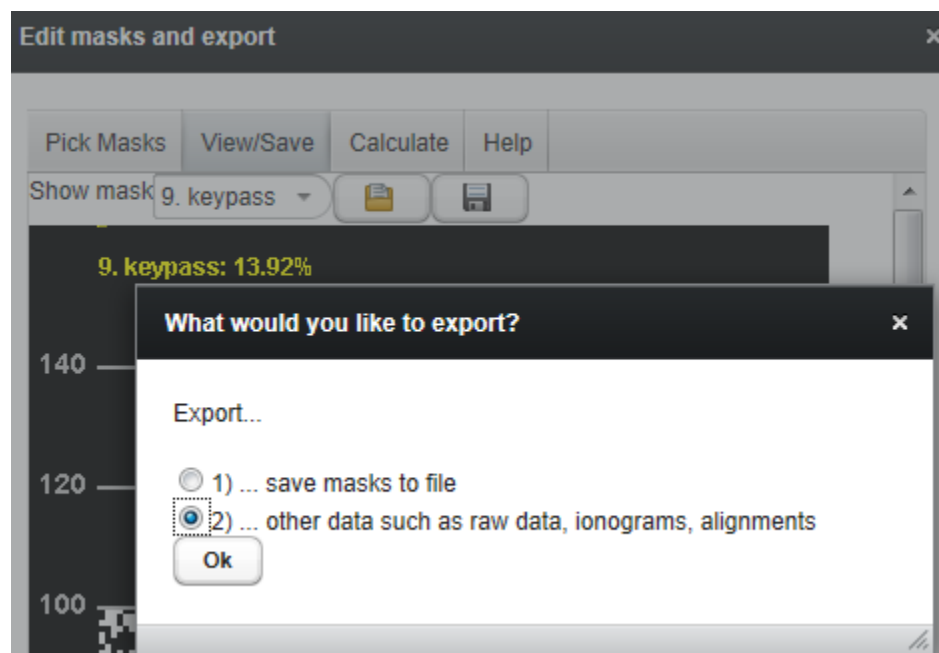 Edit masks and export
Pick Masks View/Save Calculate Help
Show mask 9. keypass
9. keypass: 13.92%
What would you like to export?
140
Export...
120
1) ... save masks to file
2) ... other data such as raw data, ionograms, alignments
Ok
100